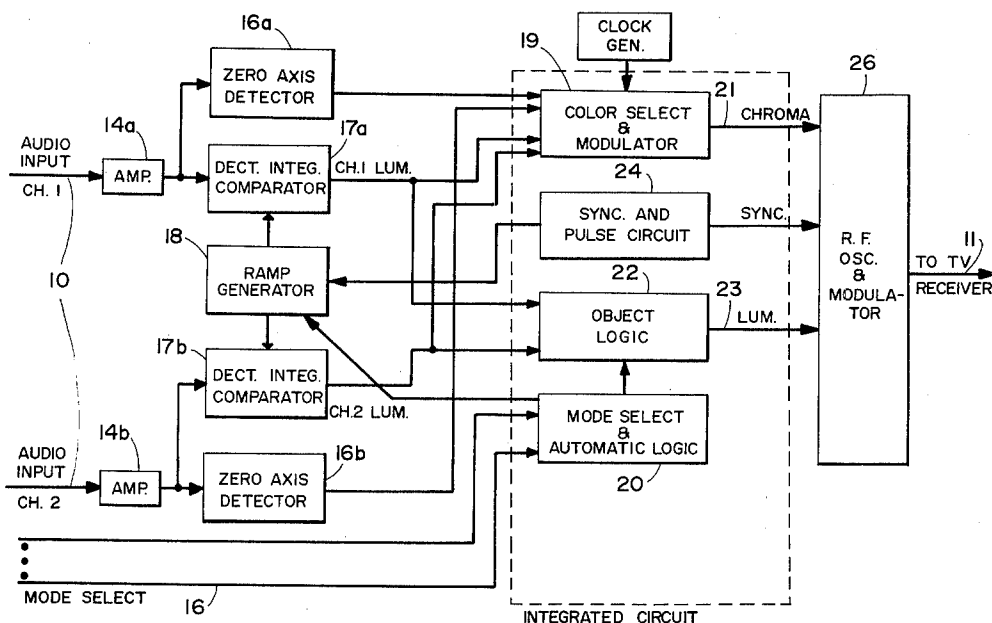 CLOCK
GEN.
16a
ZERO AXIS
DETECTOR
19
COLOR SELECT
&
MODULATOR
21
CHROMA
26
14a
AUDIO
INPUT
CH. 1
AMP.
17a
DECT. INTEG.
COMPARATOR
CH.1 LUM.
24
SYNC. AND
PULSE CIRCUIT
SYNC.
10
18
RAMP
GENERATOR
22
OBJECT
LOGIC
23
LUM.
R. F.
OSC.
&
MODULA-
TOR
TO TV
11
RECEIVER
17b
DECT. INTEG.
COMPARATOR
CH.2 LUM.
MODE SELECT
&
AUTOMATIC LOGIC
20
14b
AUDIO
INPUT
CH. 2
AMP.
16b
ZERO AXIS
DETECTOR
MODE SELECT
16
INTEGRATED CIRCUIT